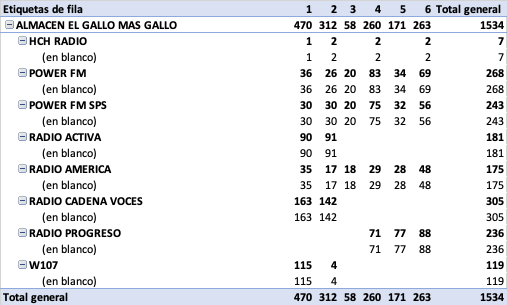 Etiquetas de fila 1 2 3 4 5 6 Total general
ALMACEN EL GALLO MAS GALLO 470 312 58 260 171 263 1534
HCH RADIO 1 2 2 2 7
(en blanco) 1 2 2 2 7
POWER FM 36 26 20 83 34 69 268
(en blanco) 36 26 20 83 34 69 268
POWER FM SPS 30 30 20 75 32 56 243
(en blanco) 30 30 20 75 32 56 243
RADIO ACTIVA 90 91 181
(en blanco) 90 91 181
RADIO AMERICA 35 17 18 29 28 48 175
(en blanco) 35 17 18 29 28 48 175
RADIO CADENA VOCES 163 142 305
(en blanco) 163 142 305
RADIO PROGRESO 71 77 88 236
(en blanco) 71 77 88 236
W107 115 4 119
(en blanco) 115 4 119
Total general 470 312 58 260 171 263 1534